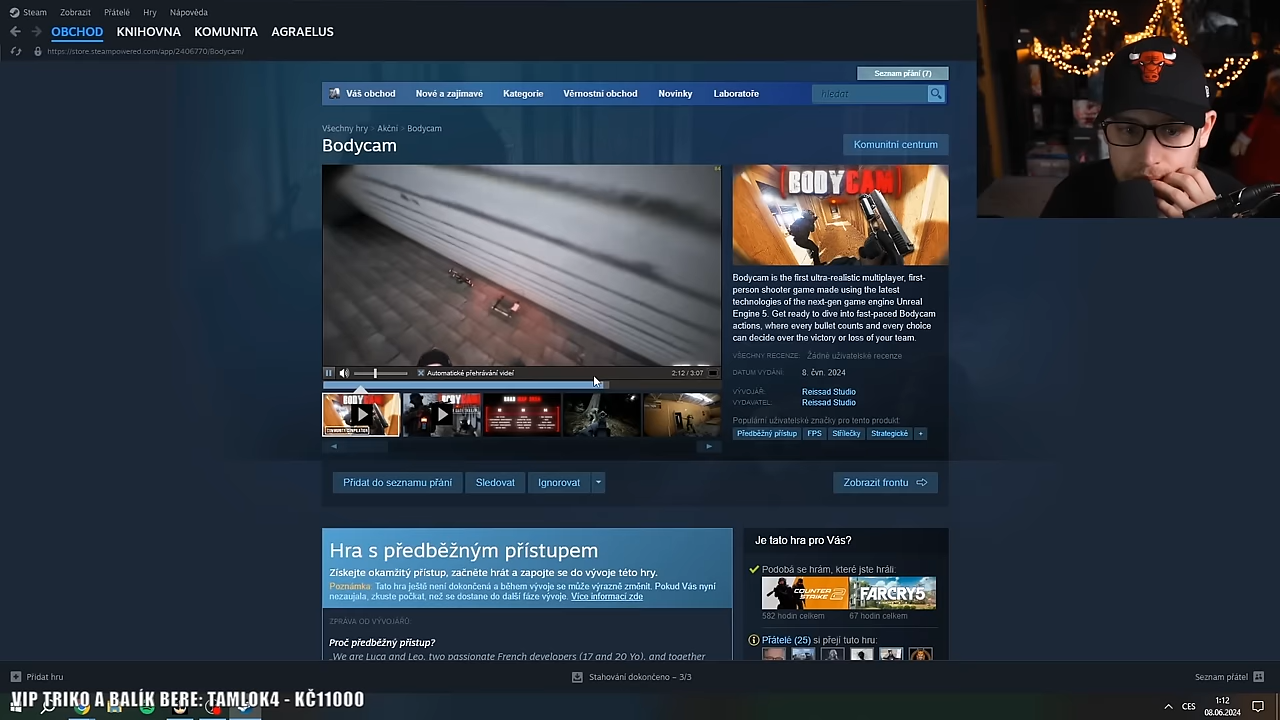 Steam Zobrazit Přátelé Hry Nápověda
OBCHOD KNIHOVNA KOMUNITA AGRAELUS
https://store.steampowered.com/app/2406770/Bodycam/
Seznam přání (7)
Váš obchod Nové a zajímavé Kategorie Věrnostní obchod Novinky Laboratoře hledat
Všechny hry > Akční > Bodycam
Bodycam
Komunitní centrum
BODYCAM
Bodycam is the first ultra-realistic multiplayer, first-
person shooter game made using the latest
technologies of the next-gen game engine Unreal
Engine 5. Get ready to dive into fast-paced Bodycam
actions, where every bullet counts and every choice
can decide over the victory or loss of your team.
VŠECHNY RECENZE: Žádné uživatelské recenze
DATUM VYDÁNÍ: 8. čvn. 2024
VÝVOJÁŘ: Reissad Studio
VYDAVATEL: Reissad Studio
Populární uživatelské značky pro tento produkt:
Předběžný přístup FPS Střílečky Strategické +
Automatické přehrávání videí 2:12 / 3:07
Přidat do seznamu přání Sledovat Ignorovat Zobrazit frontu
Hra s předběžným přístupem
Získejte okamžitý přístup, začněte hrát a zapojte se do vývoje této hry.
Poznámka: Tato hra ještě není dokončená a během vývoje se může výrazně změnit. Pokud Vás nyní
nezaujala, zkuste počkat, než se dostane do další fáze vývoje. Více informací zde
ZPRÁVA OD VÝVOJÁŘŮ:
Proč předběžný přístup?
„We are Luca and Leo, two passionate French developers (17 and 20 Yo), and together
Je tato hra pro Vás?
Podobá se hrám, které jste hráli:
COUNTER STRIKE 2 FARCRY5
582 hodin celkem 67 hodin celkem
Přátelé (25) si přejí tuto hru:
Přidat hru Stahování dokončeno – 3/3 Seznam přátel
VIP TRIKO A BALÍK BERE: TAMLOK4 - KČ11000
CES 1:12
08.06.2024